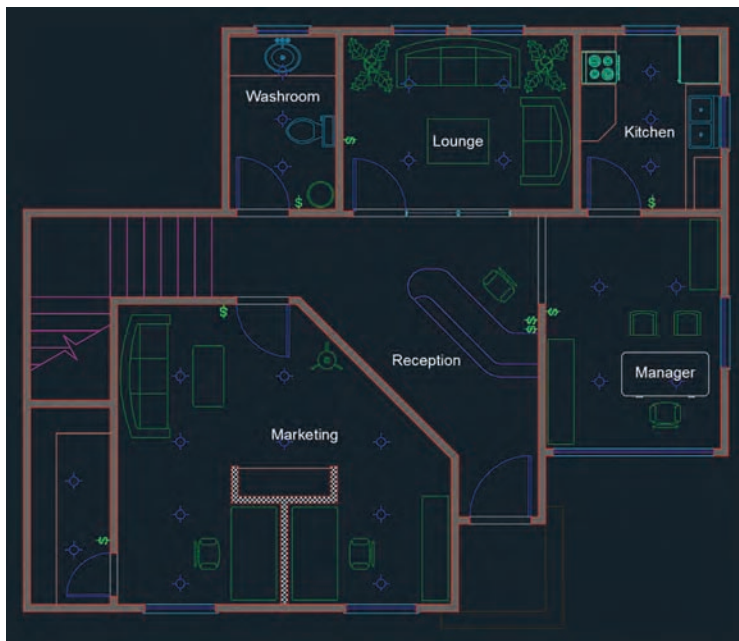 Washroom
Lounge
Kitchen
Reception
Manager
Marketing
$
$
$
$
$
$
$
$